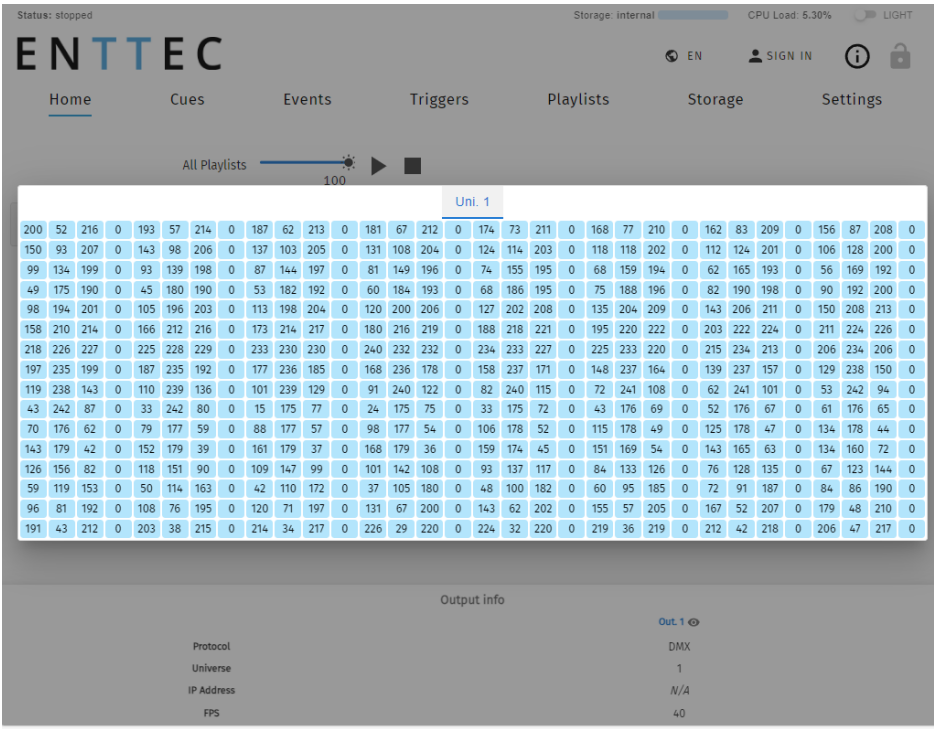 Status: stopped Storage: internal CPU Load: 5.30% LIGHT
ENTTEC
EN SIGN IN
Home Cues Events Triggers Playlists Storage Settings
All Playlists
100
Uni. 1
200 52 216 0 193 57 214 0 187 62 213 0 181 67 212 0 174 73 211 0 168 77 210 0 162 83 209 0 156 87 208 0
150 93 207 0 143 98 206 0 137 103 205 0 131 108 204 0 124 114 203 0 118 118 202 0 112 124 201 0 106 128 200 0
99 134 199 0 93 139 198 0 87 144 197 0 81 149 196 0 74 155 195 0 68 159 194 0 62 165 193 0 56 169 192 0
49 175 190 0 45 180 190 0 53 182 192 0 60 184 193 0 68 186 195 0 75 188 196 0 82 190 198 0 90 192 200 0
98 194 201 0 105 196 203 0 113 198 204 0 120 200 206 0 127 202 208 0 135 204 209 0 143 206 211 0 150 208 213 0
158 210 214 0 166 212 216 0 173 214 217 0 180 216 219 0 188 218 221 0 195 220 222 0 203 222 224 0 211 224 226 0
218 226 227 0 225 228 229 0 233 230 230 0 240 232 232 0 234 233 227 0 225 233 220 0 215 234 213 0 206 234 206 0
197 235 199 0 187 235 192 0 177 236 185 0 168 236 178 0 158 237 171 0 148 237 164 0 139 237 157 0 129 238 150 0
119 238 143 0 110 239 136 0 101 239 129 0 91 240 122 0 82 240 115 0 72 241 108 0 62 241 101 0 53 242 94 0
43 242 87 0 33 242 80 0 15 175 77 0 24 175 75 0 33 175 72 0 43 176 69 0 52 176 67 0 61 176 65 0
70 176 62 0 79 177 59 0 88 177 57 0 98 177 54 0 106 178 52 0 115 178 49 0 125 178 47 0 134 178 44 0
143 179 42 0 152 179 39 0 161 179 37 0 168 179 36 0 159 174 45 0 151 169 54 0 143 165 63 0 134 160 72 0
126 156 82 0 118 151 90 0 109 147 99 0 101 142 108 0 93 137 117 0 84 133 126 0 76 128 135 0 67 123 144 0
59 119 153 0 50 114 163 0 42 110 172 0 37 105 180 0 48 100 182 0 60 95 185 0 72 91 187 0 84 86 190 0
96 81 192 0 108 76 195 0 120 71 197 0 131 67 200 0 143 62 202 0 155 57 205 0 167 52 207 0 179 48 210 0
191 43 212 0 203 38 215 0 214 34 217 0 226 29 220 0 224 32 220 0 219 36 219 0 212 42 218 0 206 47 217 0
Output info
Out. 1
Protocol DMX
Universe 1
IP Address N/A
FPS 40